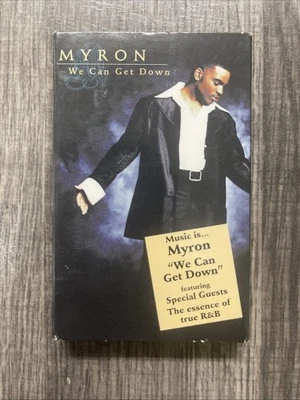 MYRON
We Can Get Down
Music is...
Myron
"We Can
Get Down"
featuring
Special Guests
The essence of
true R&B